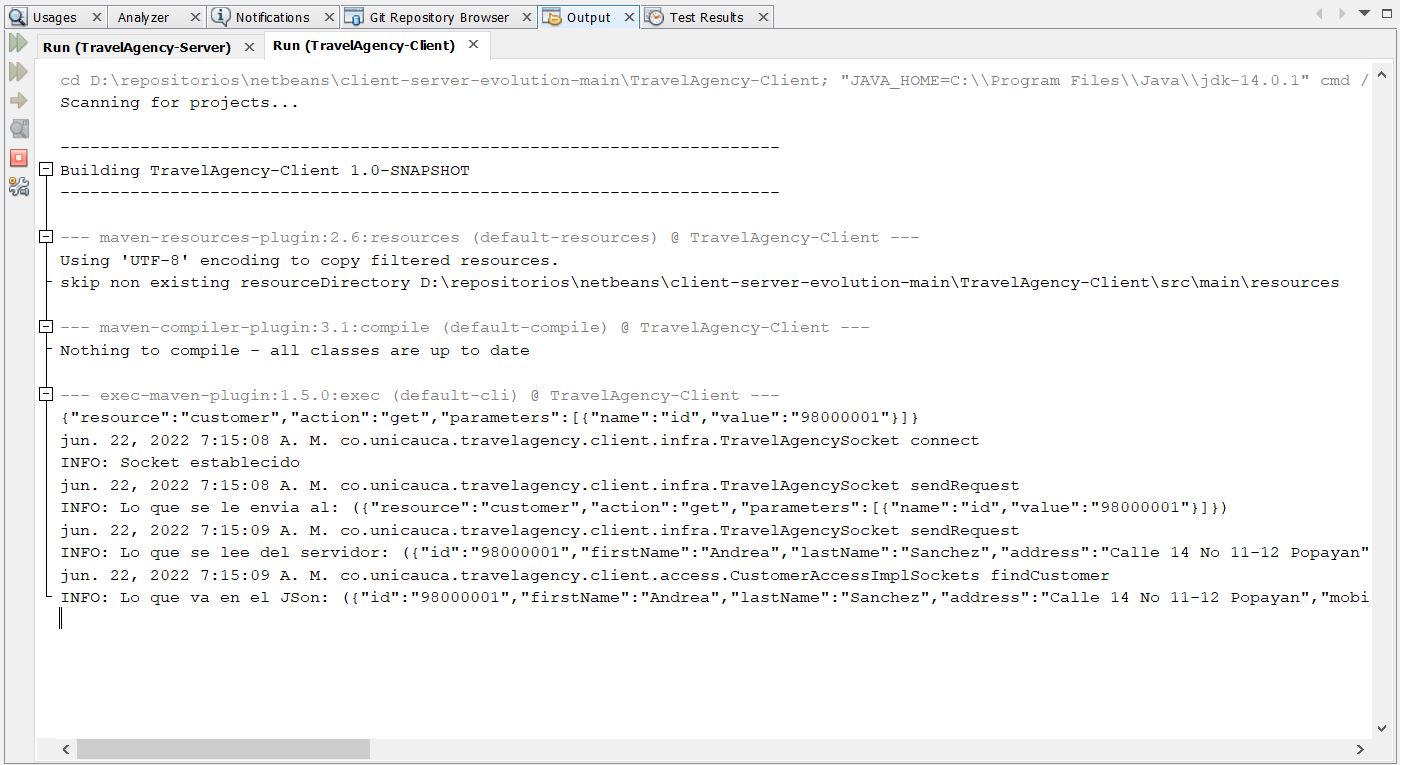 Usages Analyzer Notifications Git Repository Browser Output Test Results
Run (TravelAgency-Server) Run (TravelAgency-Client)
cd D:\repositorios\netbeans\client-server-evolution-main\TravelAgency-Client; "JAVA_HOME=C:\\Program Files\\Java\\jdk-14.0.1" cmd /
Scanning for projects...
------------------------------------------------------------------------
Building TravelAgency-Client 1.0-SNAPSHOT
------------------------------------------------------------------------
--- maven-resources-plugin:2.6:resources (default-resources) @ TravelAgency-Client ---
Using 'UTF-8' encoding to copy filtered resources.
skip non existing resourceDirectory D:\repositorios\netbeans\client-server-evolution-main\TravelAgency-Client\src\main\resources
--- maven-compiler-plugin:3.1:compile (default-compile) @ TravelAgency-Client ---
Nothing to compile - all classes are up to date
--- exec-maven-plugin:1.5.0:exec (default-cli) @ TravelAgency-Client ---
{"resource":"customer","action":"get","parameters":[{"name":"id","value":"98000001"}]}
jun. 22, 2022 7:15:08 A. M. co.unicauca.travelagency.client.infra.TravelAgencySocket connect
INFO: Socket establecido
jun. 22, 2022 7:15:08 A. M. co.unicauca.travelagency.client.infra.TravelAgencySocket sendRequest
INFO: Lo que se le envia al: ({"resource":"customer","action":"get","parameters":[{"name":"id","value":"98000001"}]})
jun. 22, 2022 7:15:09 A. M. co.unicauca.travelagency.client.infra.TravelAgencySocket sendRequest
INFO: Lo que se lee del servidor: ({"id":"98000001","firstName":"Andrea","lastName":"Sanchez","address":"Calle 14 No 11-12 Popayan"
jun. 22, 2022 7:15:09 A. M. co.unicauca.travelagency.client.access.CustomerAccessImplSockets findCustomer
INFO: Lo que va en el JSon: ({"id":"98000001","firstName":"Andrea","lastName":"Sanchez","address":"Calle 14 No 11-12 Popayan","mobi